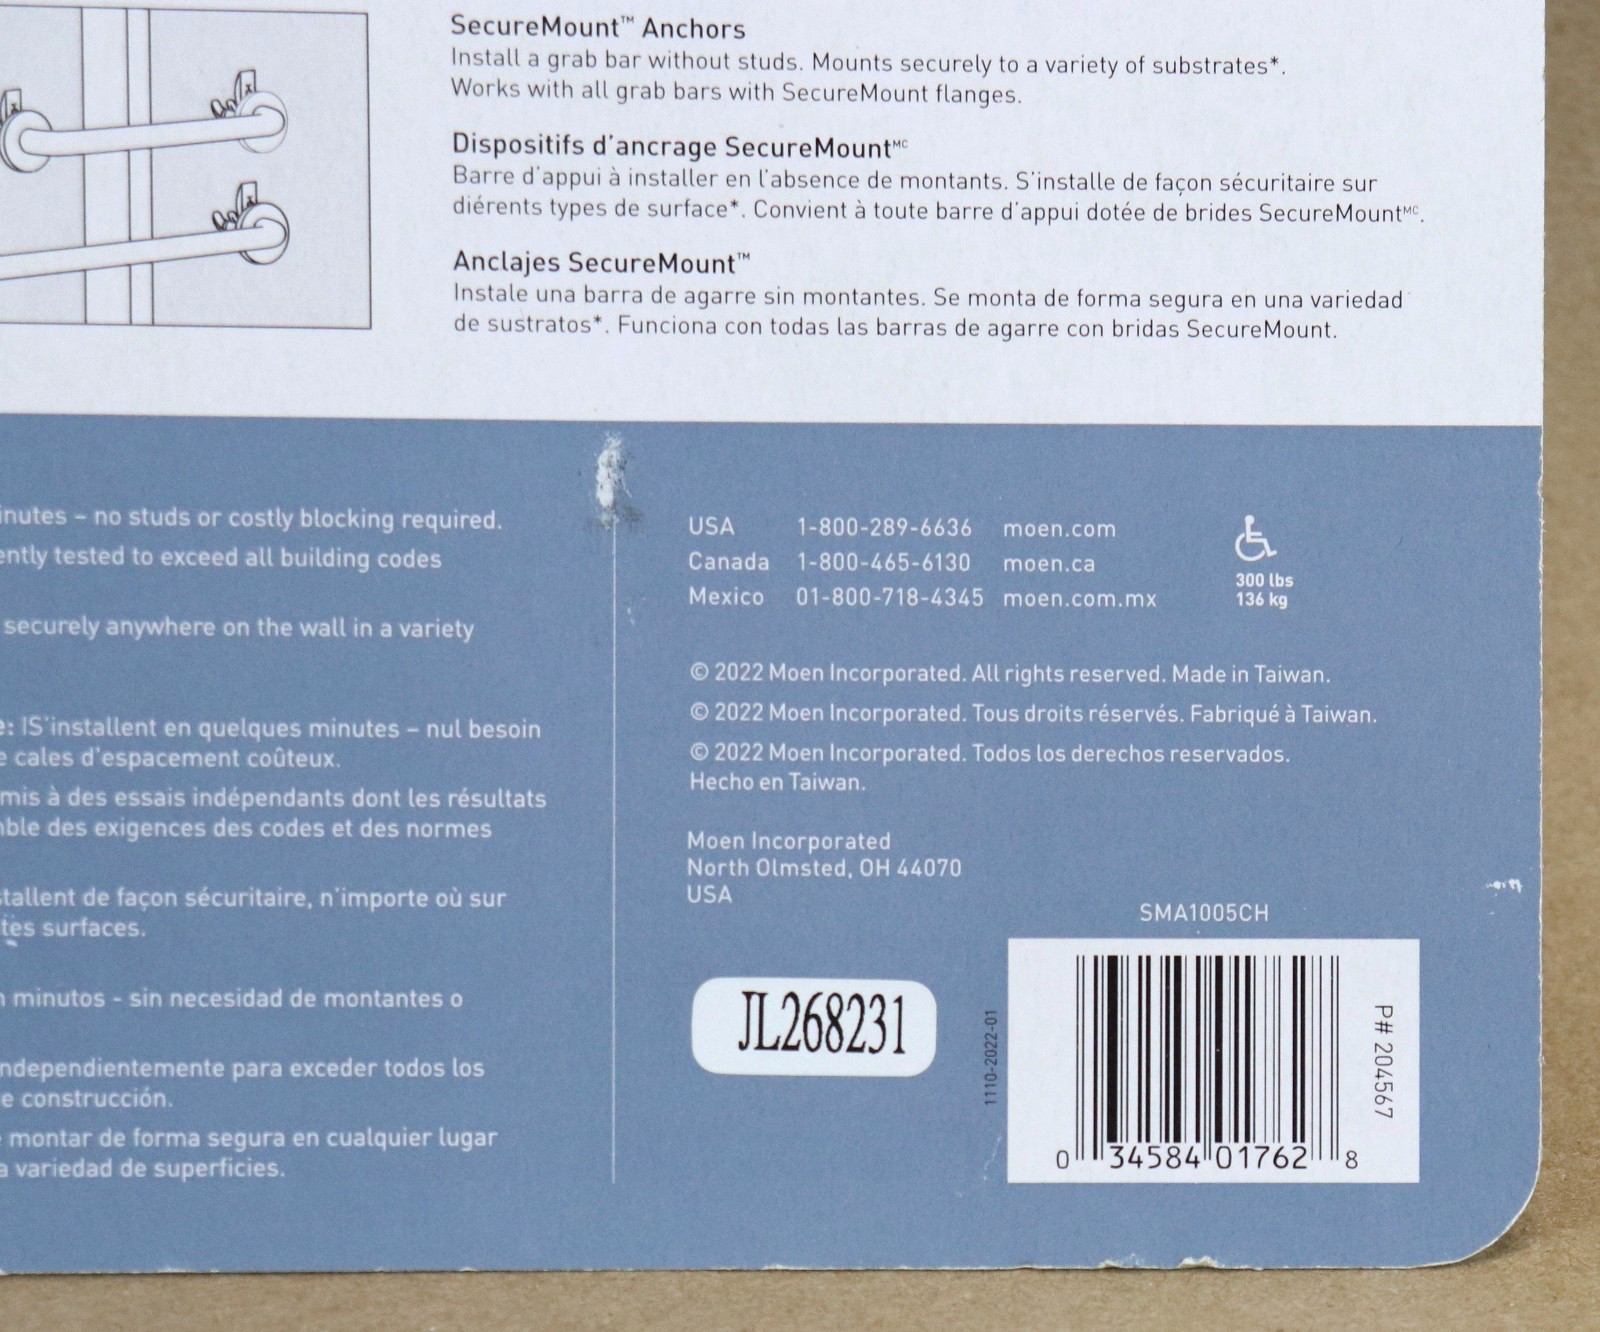 SecureMount™ Anchors
Install a grab bar without studs. Mounts securely to a variety of substrates*.
Works with all grab bars with SecureMount flanges.
Dispositifs d'ancrage SecureMountᴹᶜ
Barre d'appui à installer en l'absence de montants. S'installe de façon sécuritaire sur
diérents types de surface*. Convient à toute barre d'appui dotée de brides SecureMountᴹᶜ.
Anclajes SecureMount™
Instale una barra de agarre sin montantes. Se monta de forma segura en una variedad
de sustratos*. Funciona con todas las barras de agarre con bridas SecureMount.
inutes – no studs or costly blocking required.
ently tested to exceed all building codes
securely anywhere on the wall in a variety
e: IS'installent en quelques minutes – nul besoin
e cales d'espacement coûteux.
mis à des essais indépendants dont les résultats
mble des exigences des codes et des normes
stallent de façon sécuritaire, n'importe où sur
tes surfaces.
n minutos - sin necesidad de montantes o
ndependientemente para exceder todos los
e construcción.
e montar de forma segura en cualquier lugar
a variedad de superficies.
USA 1-800-289-6636 moen.com
Canada 1-800-465-6130 moen.ca
Mexico 01-800-718-4345 moen.com.mx
300 lbs
136 kg
© 2022 Moen Incorporated. All rights reserved. Made in Taiwan.
© 2022 Moen Incorporated. Tous droits réservés. Fabriqué à Taiwan.
© 2022 Moen Incorporated. Todos los derechos reservados.
Hecho en Taiwan.
Moen Incorporated
North Olmsted, OH 44070
USA
SMA1005CH
JL268231
1110-2022-01
P# 204567
0 34584 01762 8